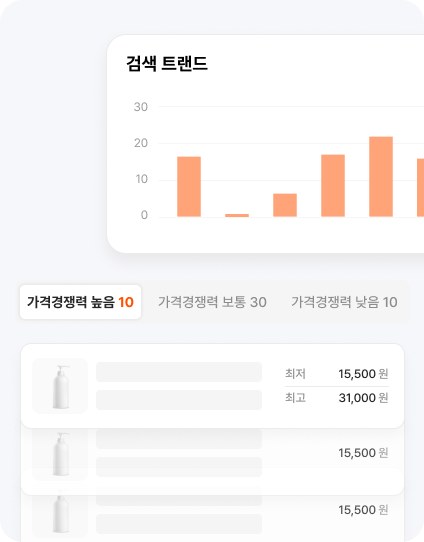 검색 트랜드
30
20
10
0
가격경쟁력 높음 10 가격경쟁력 보통 30 가격경쟁력 낮음 10
최저 15,500 원
최고 31,000 원
15,500 원
15,500 원